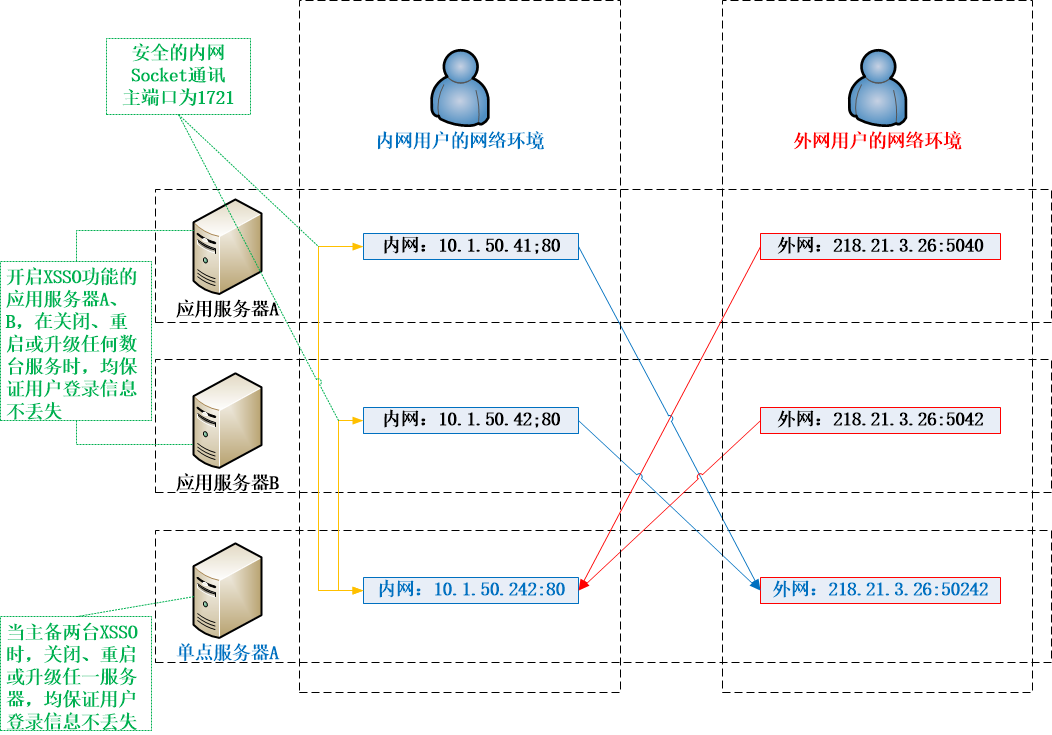 安全的内网
Socket通讯
主端口为1721
内网用户的网络环境
外网用户的网络环境
内网：10.1.50.41;80
外网：218.21.3.26:5040
应用服务器A
开启XSSO功能的
应用服务器A、
B，在关闭、重
启或升级任何数
台服务时，均保
证用户登录信息
不丢失
内网：10.1.50.42;80
外网：218.21.3.26:5042
应用服务器B
内网：10.1.50.242:80
外网：218.21.3.26:50242
单点服务器A
当主备两台XSSO
时，关闭、重启
或升级任一服务
器，均保证用户
登录信息不丢失